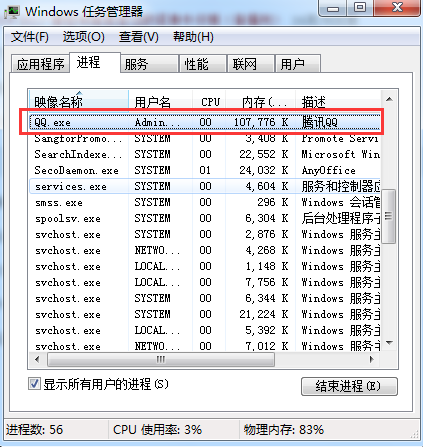 Windows 任务管理器
文件(F) 选项(O) 查看(V) 帮助(H)
应用程序 进程 服务 性能 联网 用户
映像名称 用户名 CPU 内存(... 描述
QQ.exe Admin... 00 107,776 K 腾讯QQ
SangforPromo... SYSTEM 00 3,408 K Promote Servi
SearchIndexe... SYSTEM 00 22,552 K Microsoft Win
SecoDaemon.exe SYSTEM 01 24,032 K AnyOffice
services.exe SYSTEM 00 4,604 K 服务和控制器应
smss.exe SYSTEM 00 296 K Windows 会话管
spoolsv.exe SYSTEM 00 6,304 K 后台处理程序子
svchost.exe SYSTEM 00 2,876 K Windows 服务主
svchost.exe NETWO... 00 4,268 K Windows 服务主
svchost.exe LOCAL... 00 1,148 K Windows 服务主
svchost.exe LOCAL... 00 7,756 K Windows 服务主
svchost.exe SYSTEM 00 6,344 K Windows 服务主
svchost.exe SYSTEM 00 21,224 K Windows 服务主
svchost.exe LOCAL... 00 5,392 K Windows 服务主
svchost.exe NETWO... 00 7,012 K Windows 服务主
显示所有用户的进程(S) 结束进程(E)
进程数: 56 CPU 使用率: 3% 物理内存: 83%